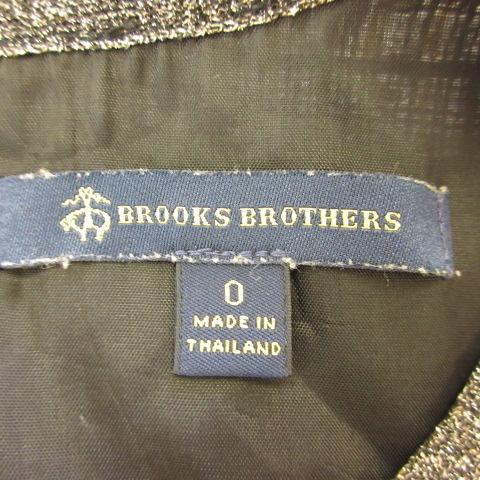 BROOKS BROTHERS
0
MADE IN
THAILAND